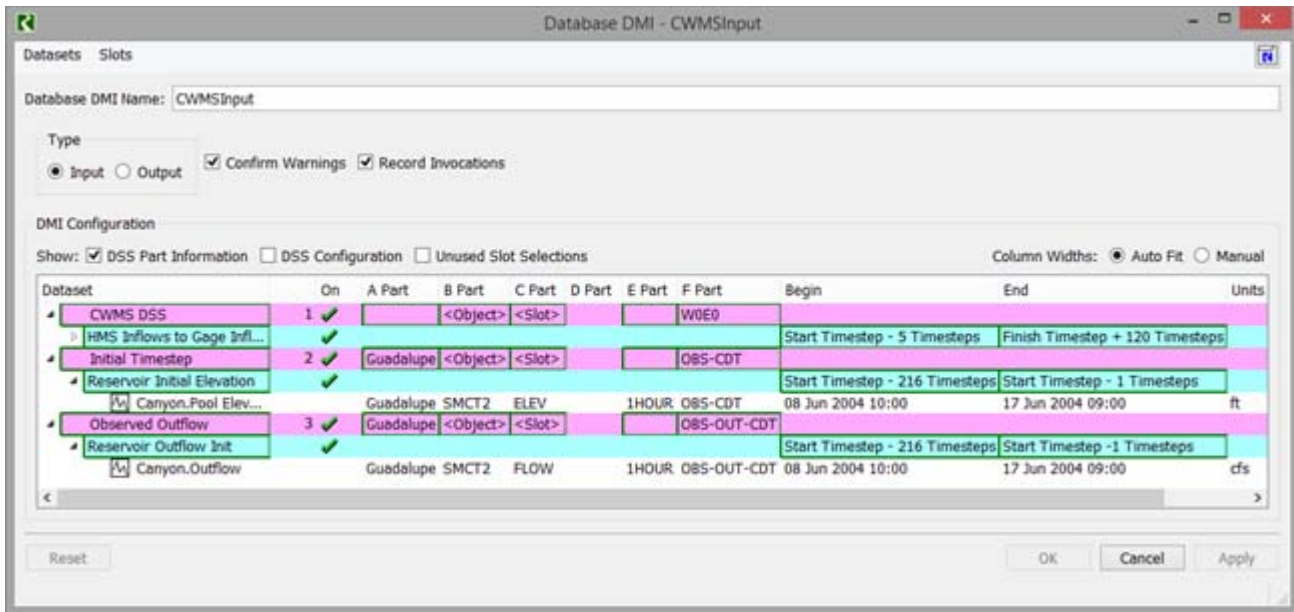 Database DMI - CWMSInput
Datasets Slots
Database DMI Name: CWMSInput
Type
Input Output Confirm Warnings Record Invocations
DMI Configuration
Show: DSS Part Information DSS Configuration Unused Slot Selections Column Widths: Auto Fit Manual
Dataset On A Part B Part C Part D Part E Part F Part Begin End Units
CWMS DSS 1 <Object> <Slot> W0E0
HMS Inflows to Gage Infl... Start Timestep - 5 Timesteps Finish Timestep + 120 Timesteps
Initial Timestep 2 Guadalupe <Object> <Slot> OBS-CDT
Reservoir Initial Elevation Start Timestep - 216 Timesteps Start Timestep - 1 Timesteps
Canyon.Pool Elev... Guadalupe SMCT2 ELEV 1HOUR OBS-CDT 08 Jun 2004 10:00 17 Jun 2004 09:00 ft
Observed Outflow 3 Guadalupe <Object> <Slot> OBS-OUT-CDT
Reservoir Outflow Init Start Timestep - 216 Timesteps Start Timestep -1 Timesteps
Canyon.Outflow Guadalupe SMCT2 FLOW 1HOUR OBS-OUT-CDT 08 Jun 2004 10:00 17 Jun 2004 09:00 cfs
Reset OK Cancel Apply